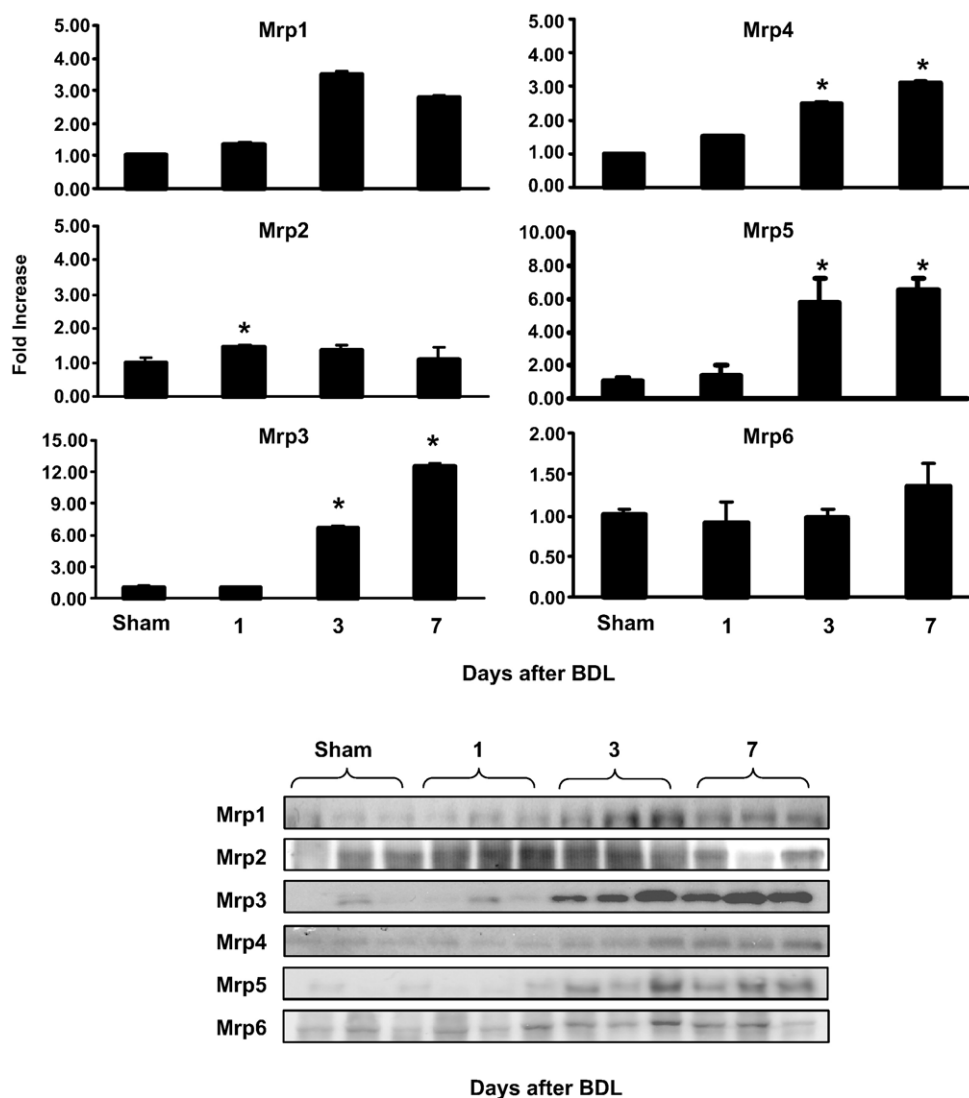 Mrp1
5.00
4.00
3.00
2.00
1.00
0.00
Mrp4
5.00
4.00
3.00
2.00
1.00
0.00
*
*
Fold Increase
Mrp2
5.00
4.00
3.00
2.00
1.00
0.00
*
Mrp5
10.00
8.00
6.00
4.00
2.00
0.00
*
*
Mrp3
15.00
12.00
9.00
6.00
3.00
0.00
*
*
Sham 1 3 7
Mrp6
2.00
1.50
1.00
0.50
0.00
Sham 1 3 7
Days after BDL
Sham 1 3 7
Mrp1
Mrp2
Mrp3
Mrp4
Mrp5
Mrp6
Days after BDL